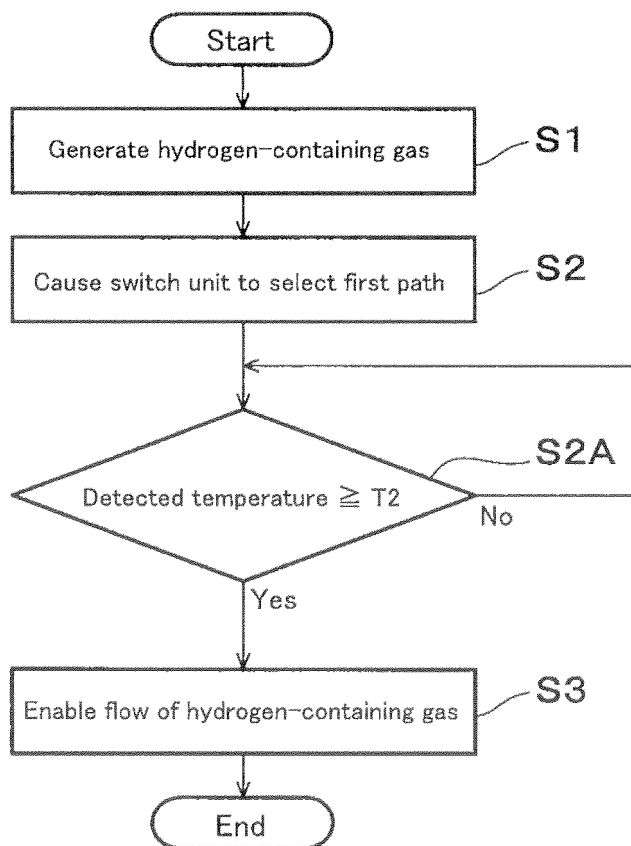 Start
Generate hydrogen-containing gas
S1
Cause switch unit to select first path
S2
S2A
Detected temperature ≧ T2
No
Yes
S3
Enable flow of hydrogen-containing gas
End